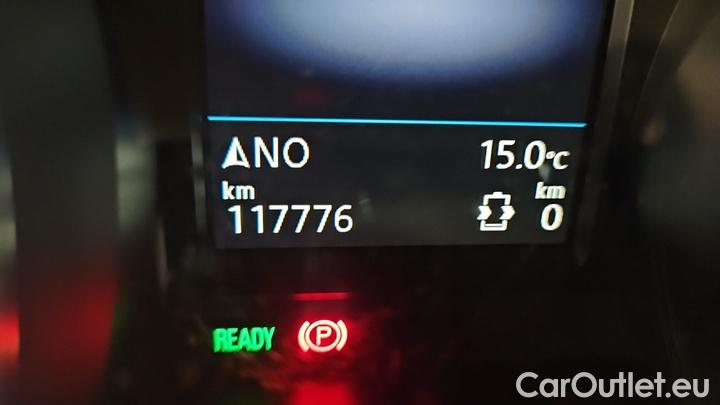 NO 15.0°C
km km
117776 0
READY P
CarOutlet.eu